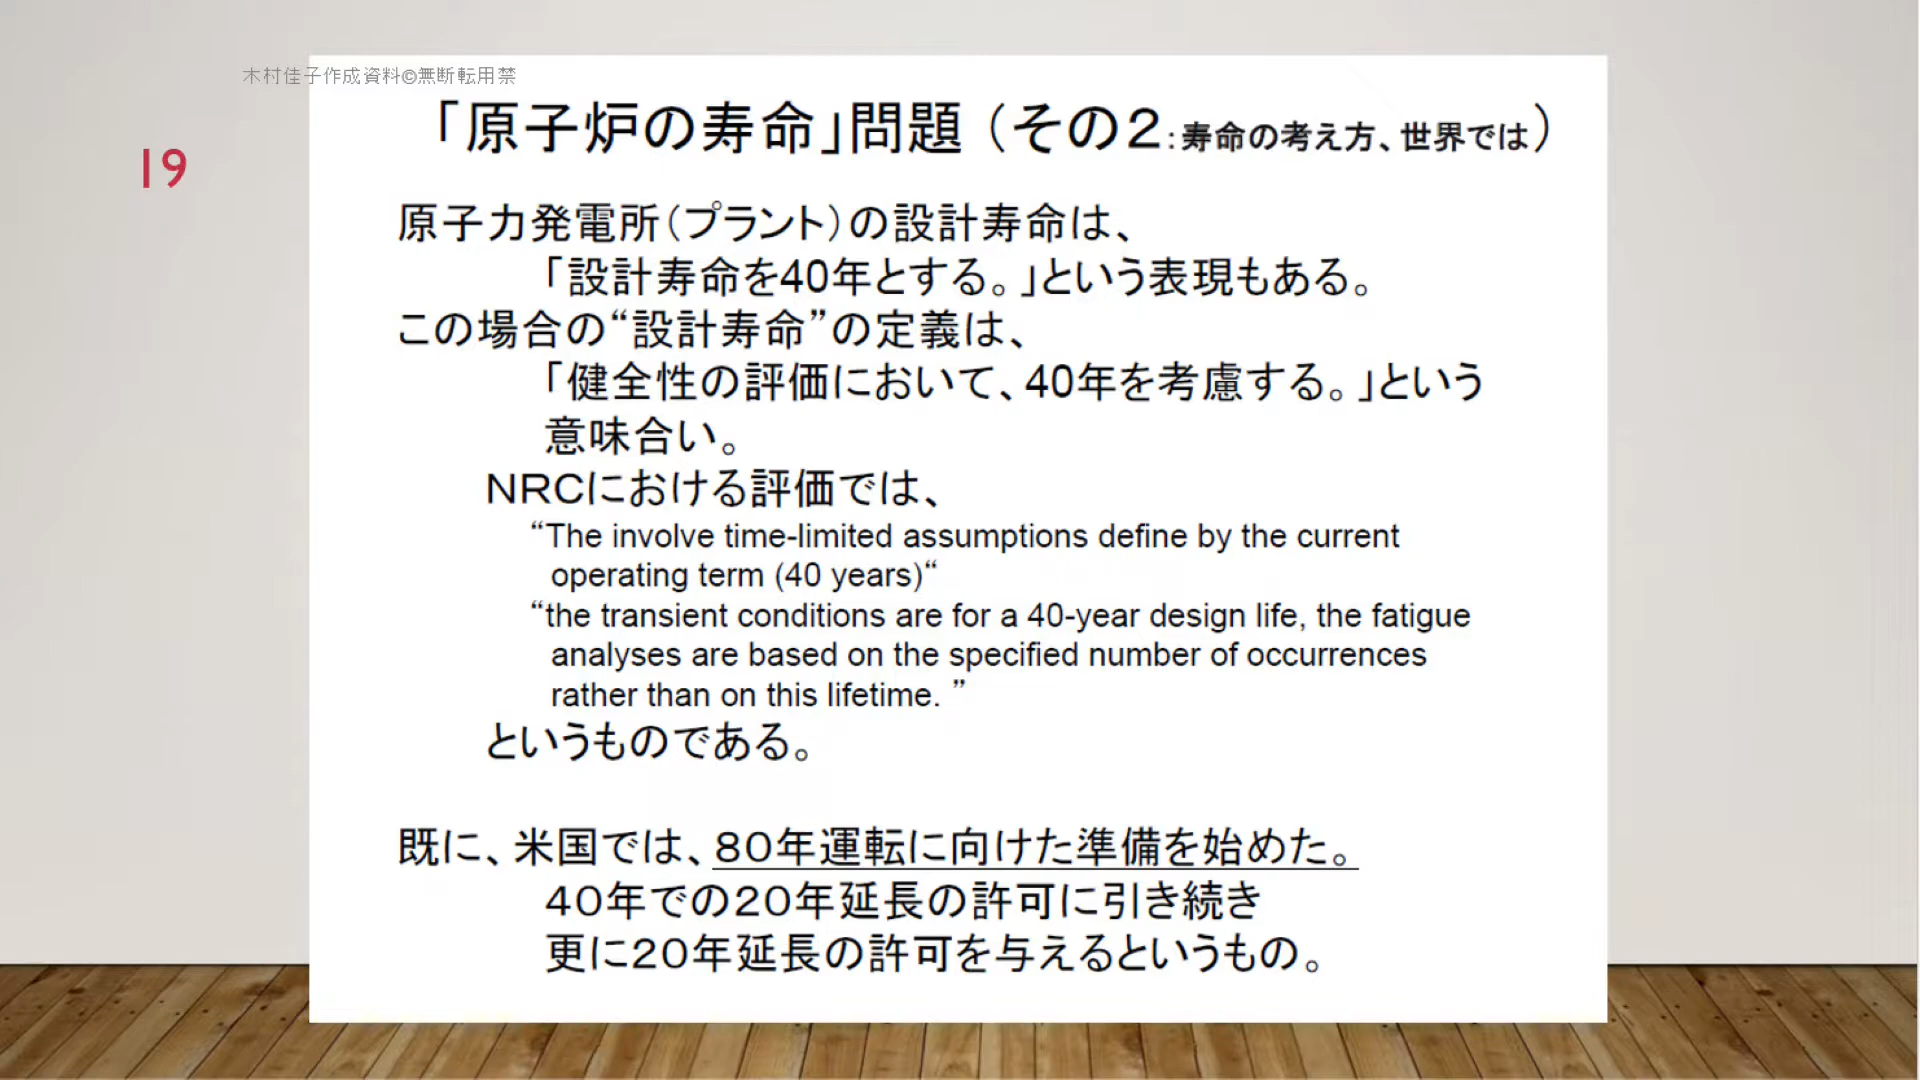 木村佳子作成資料©無断転用禁
19
「原子炉の寿命」問題（その２：寿命の考え方、世界では）
原子力発電所（プラント）の設計寿命は、
「設計寿命を40年とする。」という表現もある。
この場合の“設計寿命”の定義は、
「健全性の評価において、40年を考慮する。」という
意味合い。
ＮＲＣにおける評価では、
“The involve time-limited assumptions define by the current
operating term (40 years)“
“the transient conditions are for a 40-year design life, the fatigue
analyses are based on the specified number of occurrences
rather than on this lifetime. ”
というものである。
既に、米国では、８０年運転に向けた準備を始めた。
４０年での２０年延長の許可に引き続き
更に２０年延長の許可を与えるというもの。